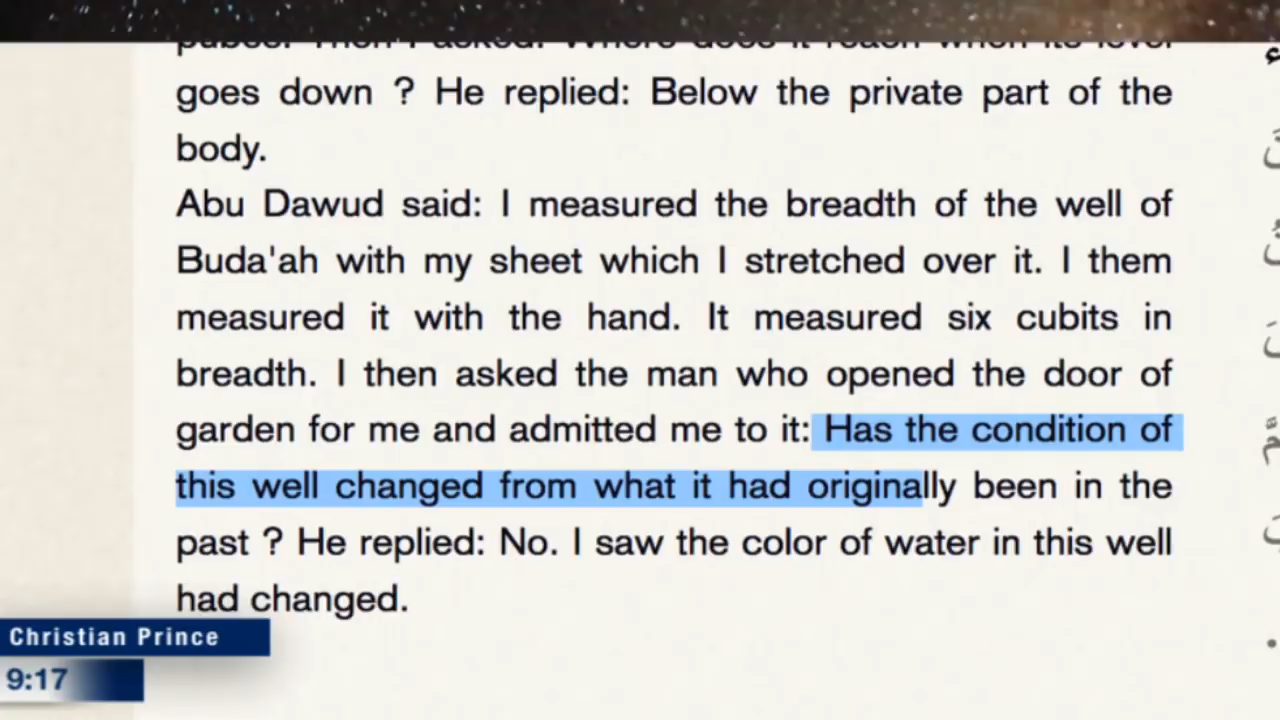 goes down ? He replied: Below the private part of the
body.
Abu Dawud said: I measured the breadth of the well of
Buda'ah with my sheet which I stretched over it. I them
measured it with the hand. It measured six cubits in
breadth. I then asked the man who opened the door of
garden for me and admitted me to it: Has the condition of
this well changed from what it had originally been in the
past ? He replied: No. I saw the color of water in this well
had changed.
Christian Prince
9:17